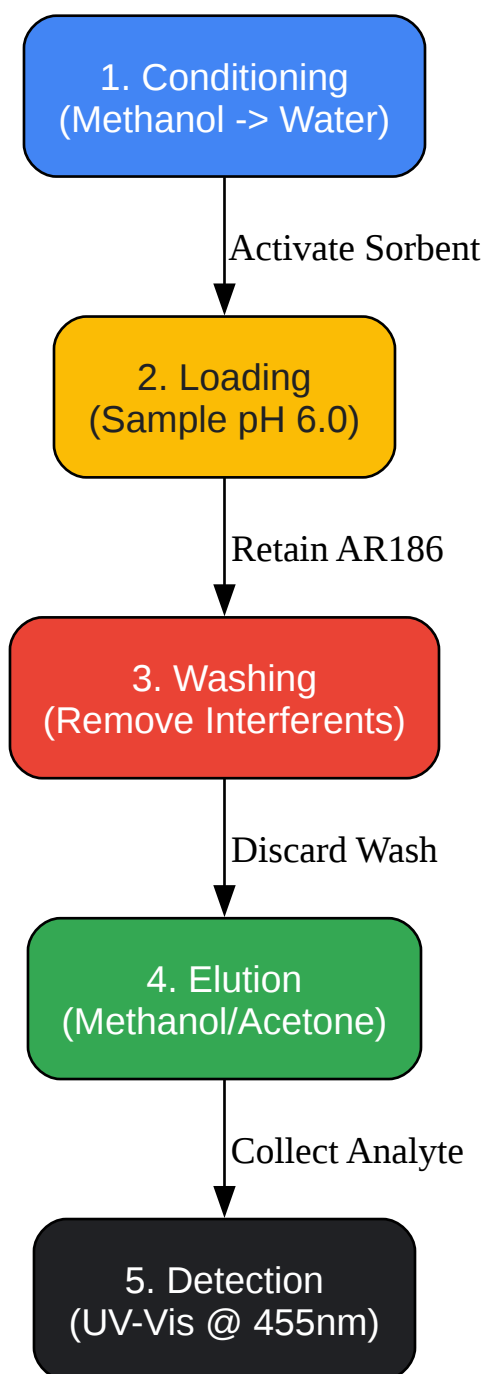 1. Conditioning
(Methanol -> Water)
Activate Sorbent
2. Loading
(Sample pH 6.0)
Retain AR186
3. Washing
(Remove Interferents)
Discard Wash
4. Elution
(Methanol/Acetone)
Collect Analyte
5. Detection
(UV-Vis @ 455nm)